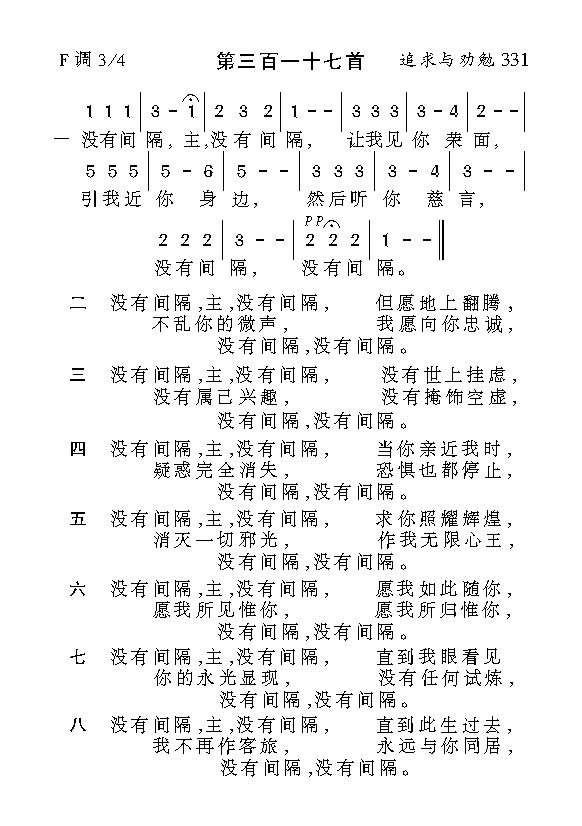 F 调 3/4 第三百一十七首 追求与劝勉 331
1 1 1 | 3 - 1 | 2 3 2 | 1 - - | 3 3 3 | 3 - 4 | 2 - - |
一 没有间隔, 主,没有间隔, 让我见你荣面,
5 5 5 | 5 - 6 | 5 - - | 3 3 3 | 3 - 4 | 3 - - |
引我近你身边, 然后听你慈言,
PP
2 2 2 | 3 - - | 2 2 2 | 1 - - ‖
没有间隔, 没有间隔。
二 没有间隔,主,没有间隔, 但愿地上翻腾,
不乱你的微声, 我愿向你忠诚,
没有间隔,没有间隔。
三 没有间隔,主,没有间隔, 没有世上挂虑,
没有属己兴趣, 没有掩饰空虚,
没有间隔,没有间隔。
四 没有间隔,主,没有间隔, 当你亲近我时,
疑惑完全消失, 恐惧也都停止,
没有间隔,没有间隔。
五 没有间隔,主,没有间隔, 求你照耀辉煌,
消灭一切邪光, 作我无限心王,
没有间隔,没有间隔。
六 没有间隔,主,没有间隔, 愿我如此随你,
愿我所见惟你, 愿我所归惟你,
没有间隔,没有间隔。
七 没有间隔,主,没有间隔, 直到我眼看见
你的永光显现, 没有任何试炼,
没有间隔,没有间隔。
八 没有间隔,主,没有间隔, 直到此生过去,
我不再作客旅, 永远与你同居,
没有间隔,没有间隔。